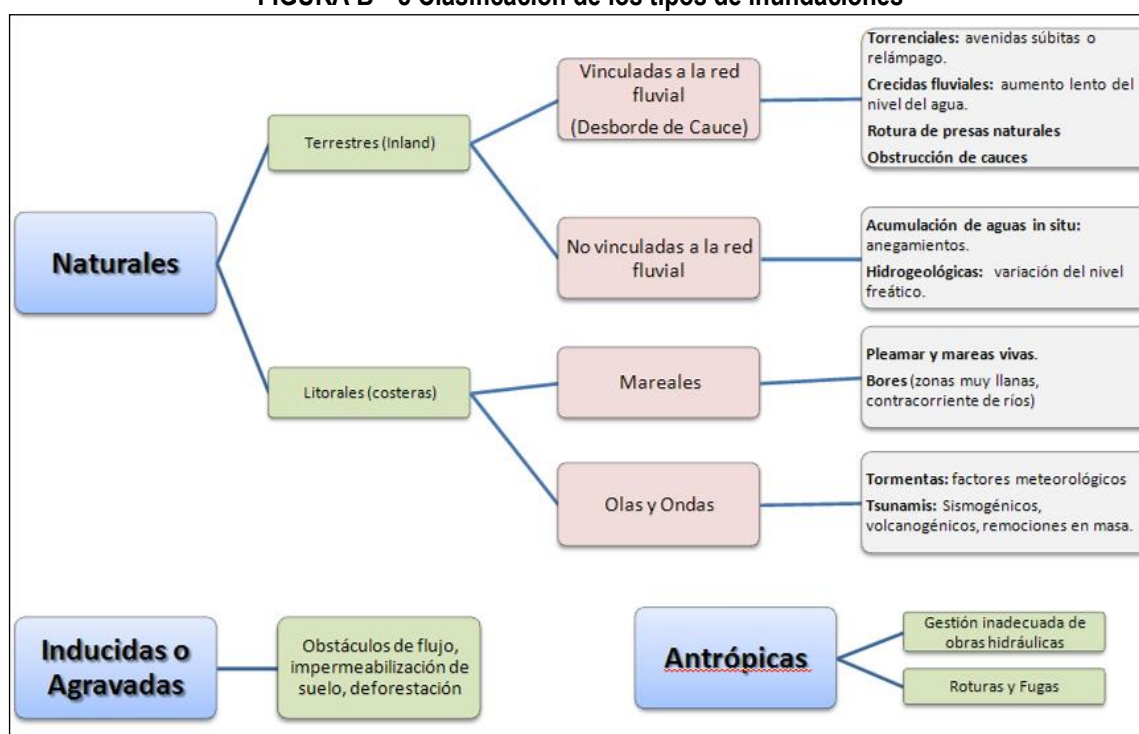 FIGURA B - 3 Clasificación de los tipos de inundaciones
Naturales
Terrestres (Inland)
Vinculadas a la red
fluvial
(Desborde de Cauce)
Torrenciales: avenidas súbitas o
relámpago.
Crecidas fluviales: aumento lento del
nivel del agua.
Rotura de presas naturales
Obstrucción de cauces
No vinculadas a la red
fluvial
Acumulación de aguas in situ:
anegamientos.
Hidrogeológicas: variación del nivel
freático.
Litorales (costeras)
Mareales
Pleamar y mareas vivas.
Bores (zonas muy llanas,
contracorriente de ríos)
Olas y Ondas
Tormentas: factores meteorológicos
Tsunamis: Sismogénicos,
volcanogénicos, remociones en masa.
Inducidas o
Agravadas
Obstáculos de flujo,
impermeabilización de
suelo, deforestación
Antrópicas
Gestión inadecuada de
obras hidráulicas
Roturas y Fugas